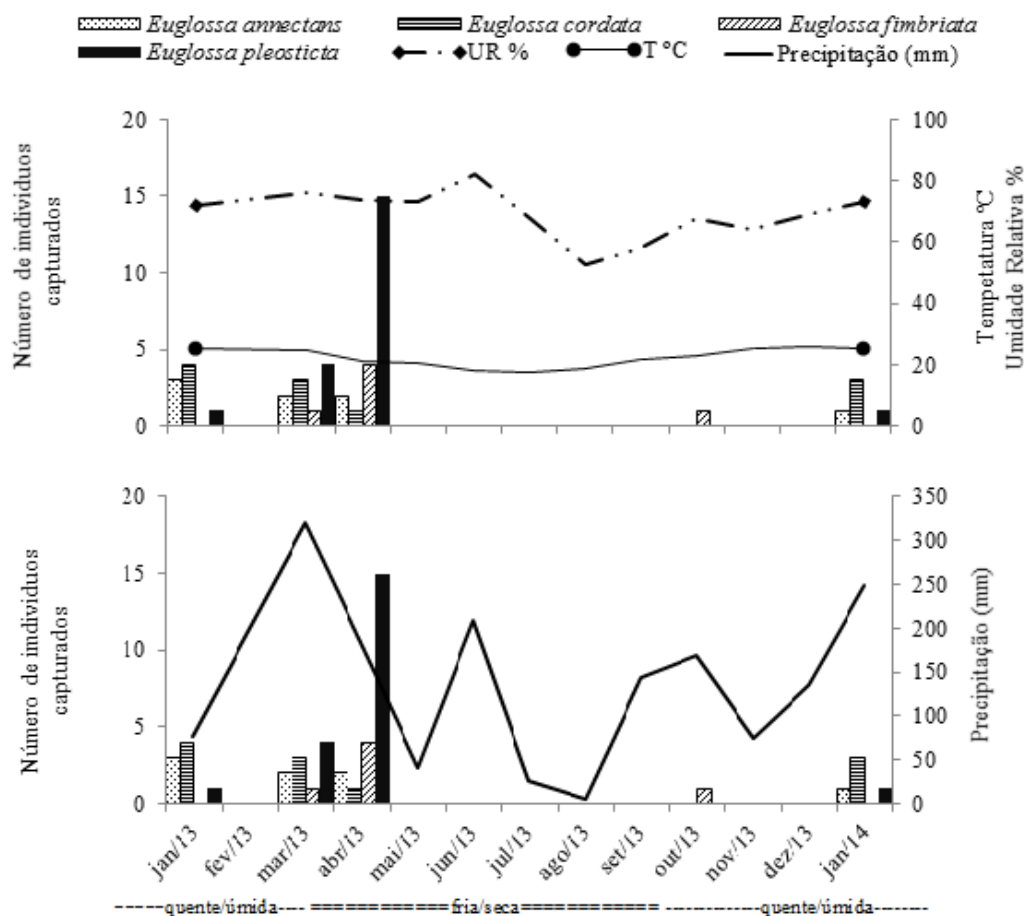 Euglossa annectans Euglossa cordata Euglossa fimbriata
Euglossa pleosticta UR % T ºC Precipitação (mm)
Número de individuos
capturados
20
15
10
5
0
100
80
60
40
20
0
Tempetatura ºC
Umidade Relativa %
Número de imdividuos
capturados
20
15
10
5
0
350
300
250
200
150
100
50
0
Precipitação (mm)
jan/13 fev/13 mar/13 abr/13 mai/13 jun/13 jul/13 ago/13 set/13 out/13 nov/13 dez/13 jan/14
-----quente/úmida---- ============fria/seca============ -------------quente/úmida--------